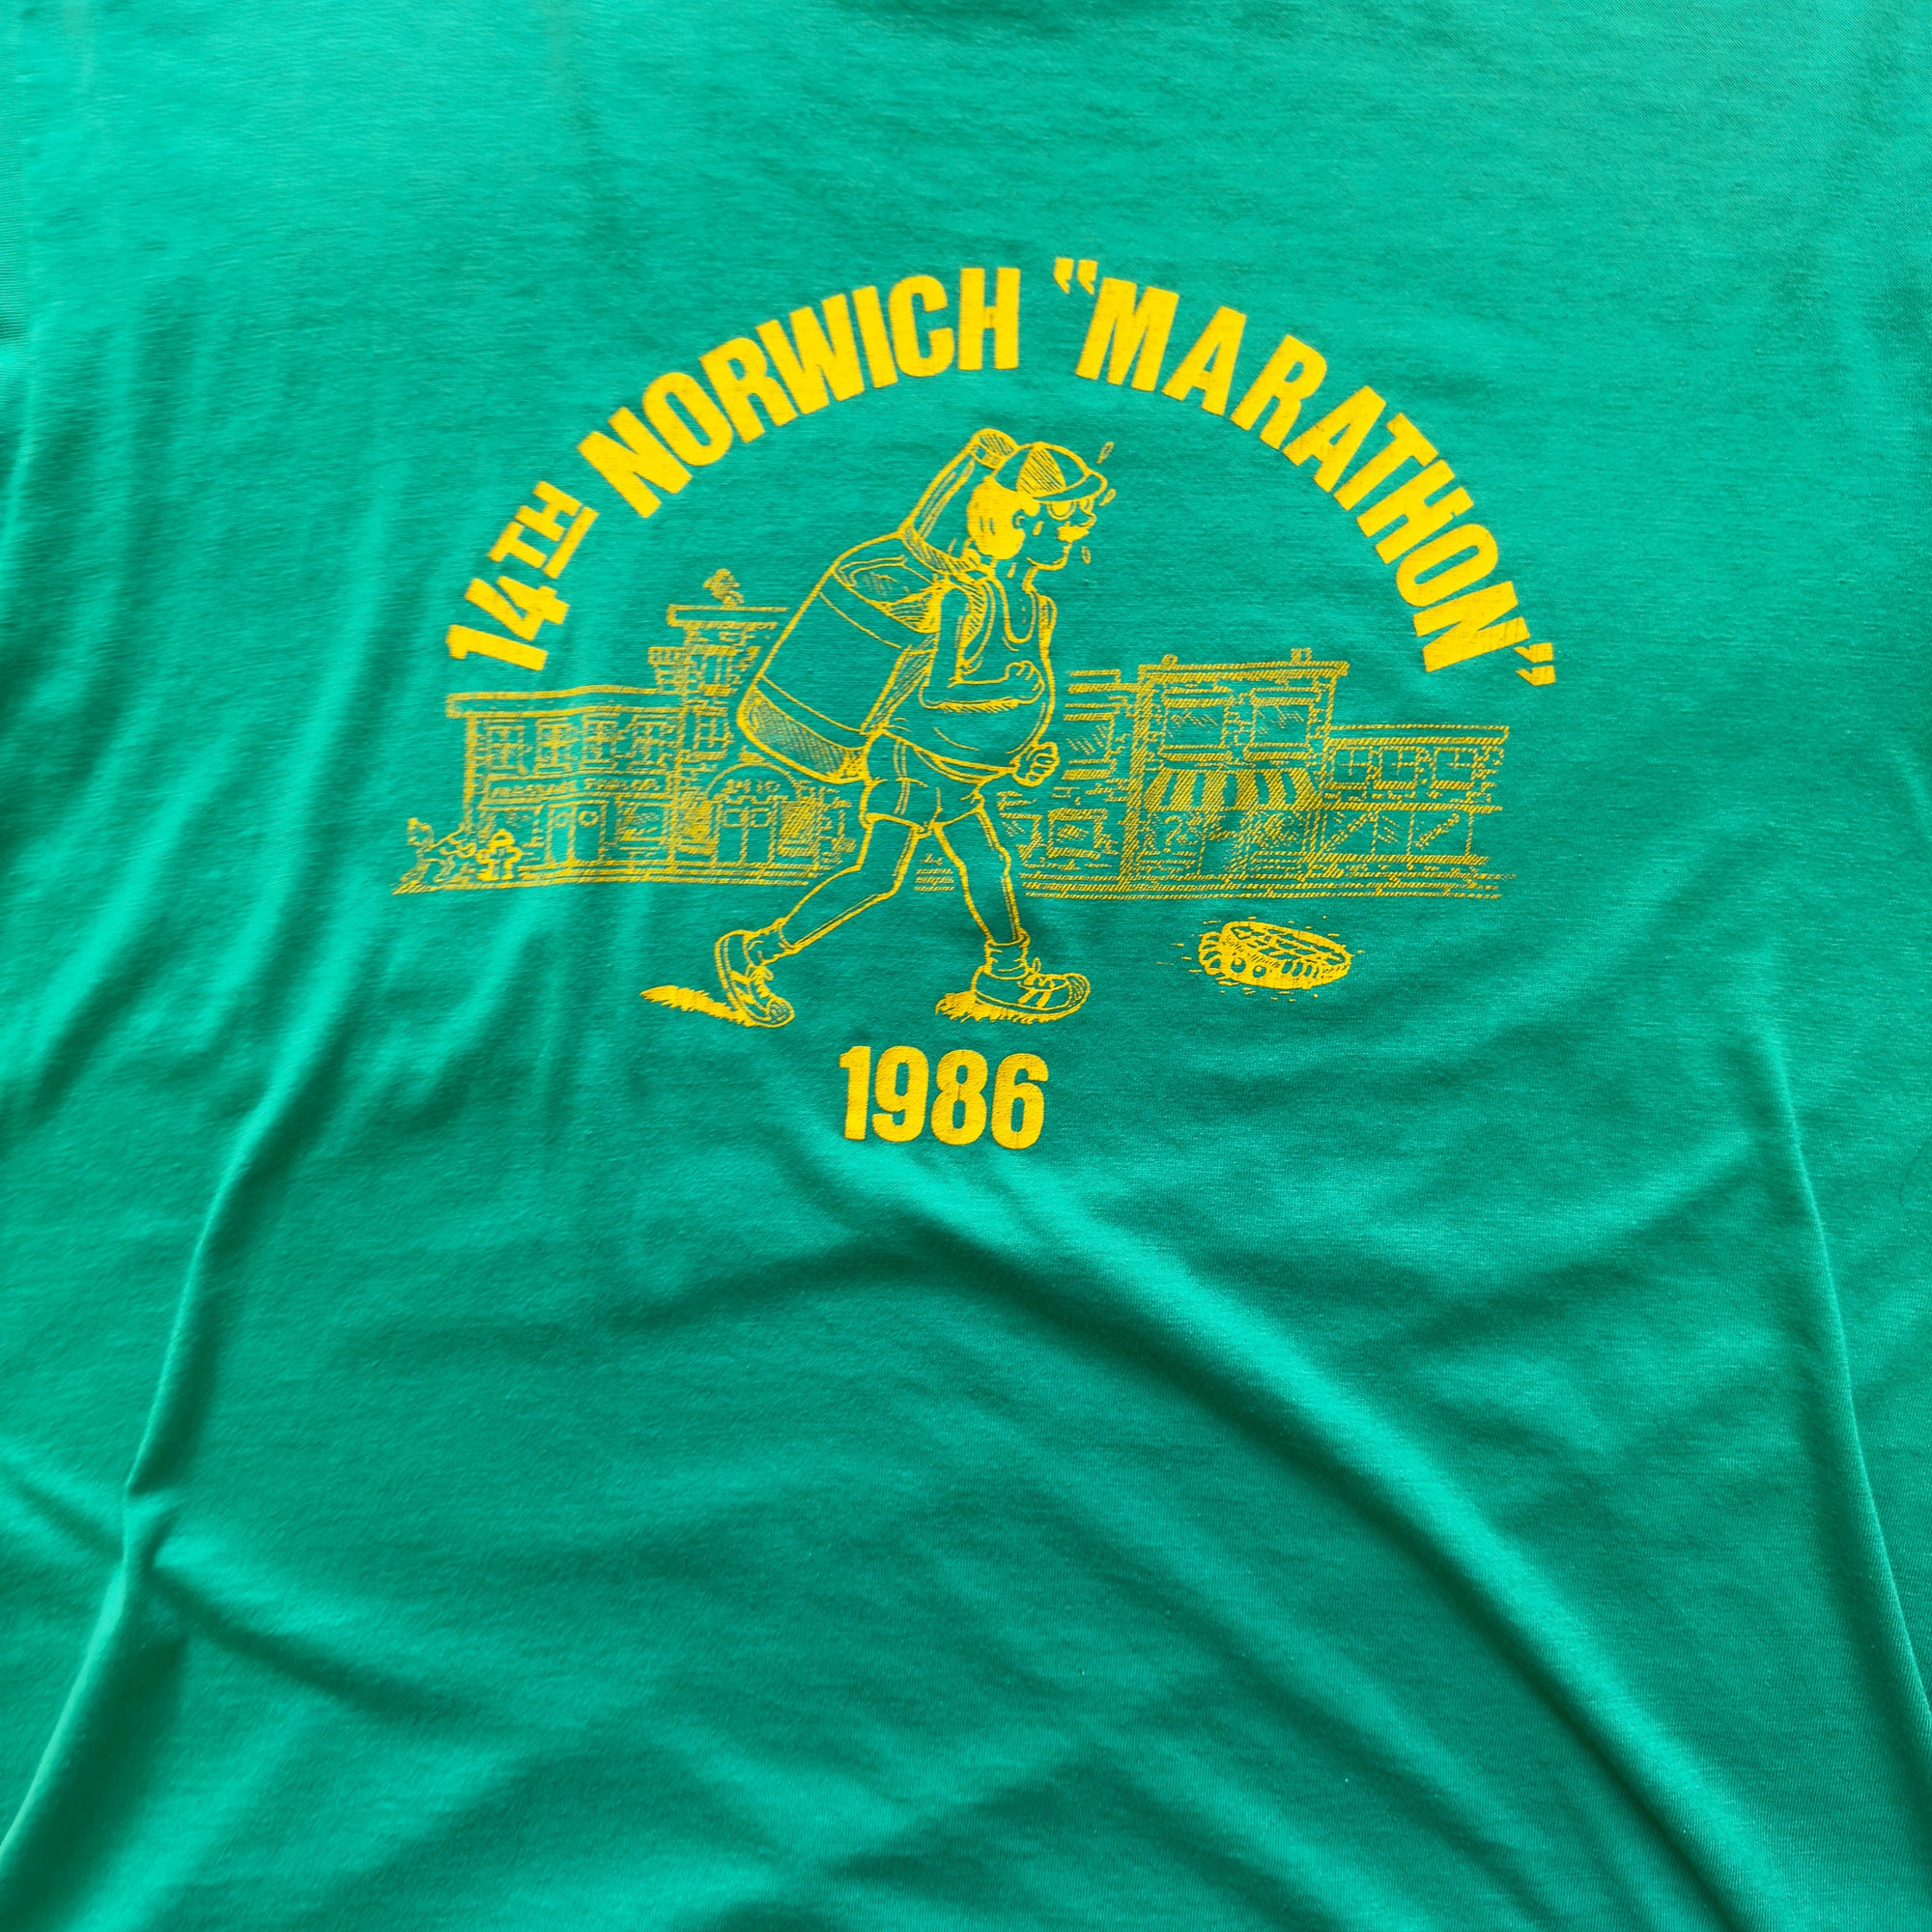 14TH NORWICH "MARATHON"
1986